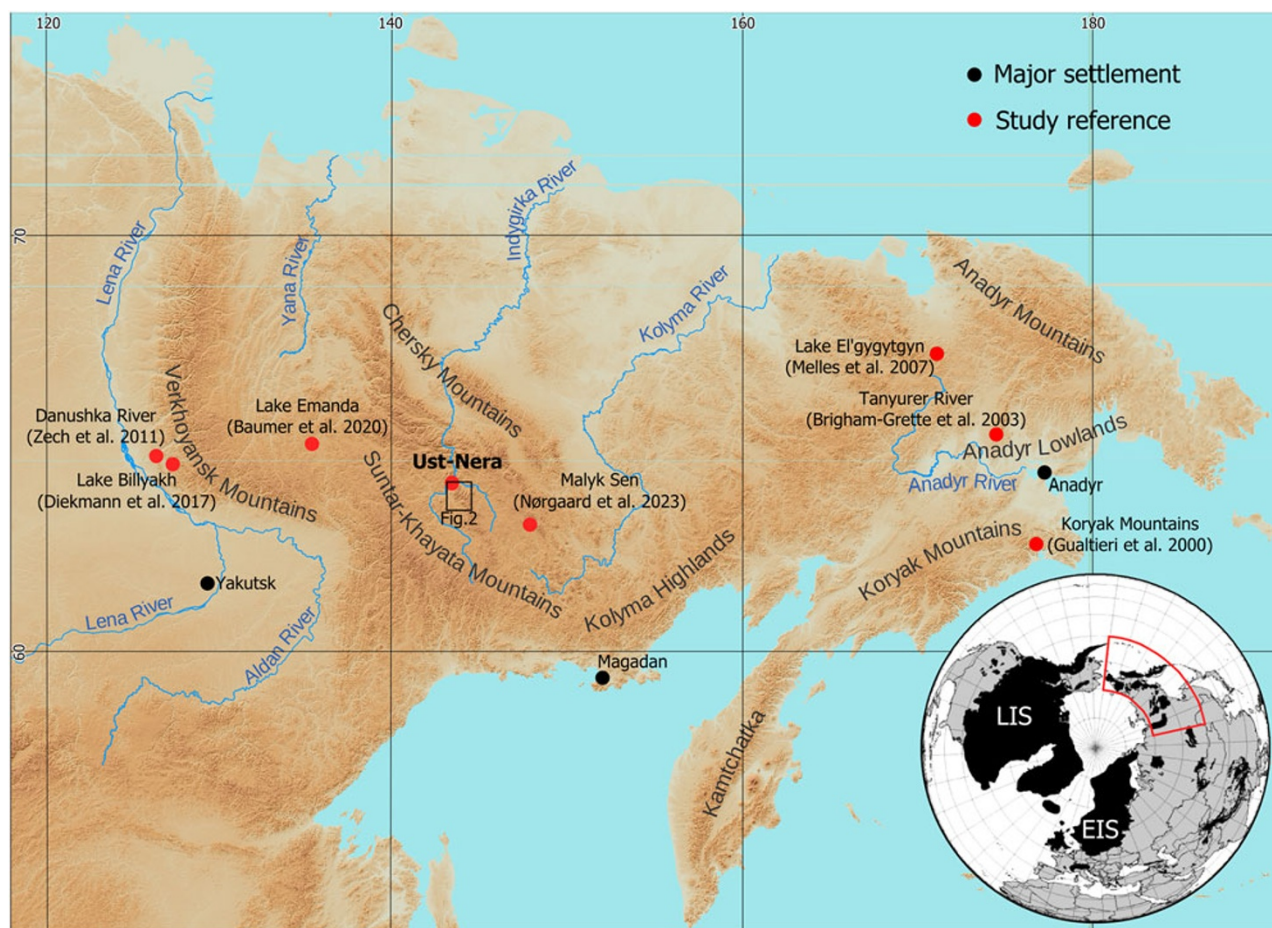 120
140
160
180
70
60
Major settlement
Study reference
Lena River
Yana River
Indygirka River
Kolyma River
Anadyr Mountains
Chersky Mountains
Verkhoyansk Mountains
Lake El'gygytgyn
(Melles et al. 2007)
Tanyurer River
(Brigham-Grette et al. 2003)
Lake Emanda
(Baumer et al. 2020)
Danushka River
(Zech et al. 2011)
Lake Billyakh
(Diekmann et al. 2017)
Anadyr Lowlands
Anadyr River
Anadyr
Ust-Nera
Fig.2
Suntar-Khayata Mountains
Malyk Sen
(Nørgaard et al. 2023)
Koryak Mountains
Koryak Mountains
(Gualtieri et al. 2000)
Kolyma Highlands
Yakutsk
Lena River
Aldan River
Magadan
Kamtchatka
LIS
EIS